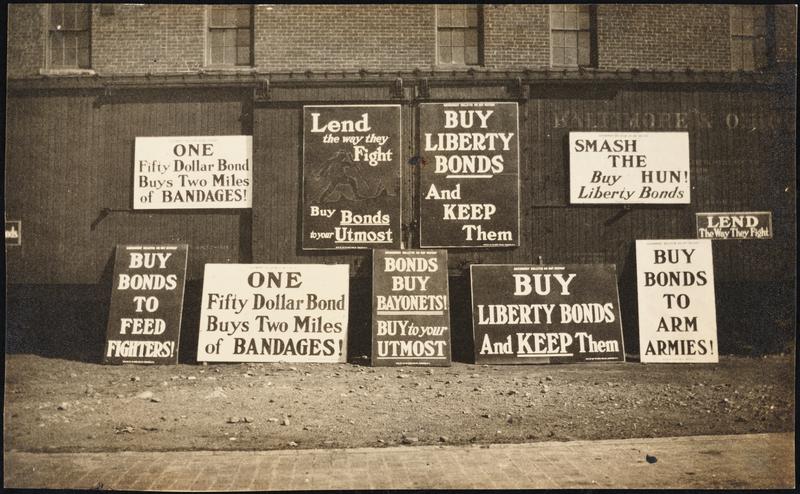 ONE
Fifty Dollar Bond
Buys Two Miles
of BANDAGES!
Lend
the way they
Fight
Buy Bonds
to your Utmost
BUY
LIBERTY
BONDS
And
KEEP
Them
BALTIMORE'S
SMASH
THE
Buy HUN!
Liberty Bonds
LEND
The Way They Fight
BUY
BONDS
TO
FEED
FIGHTERS!
ONE
Fifty Dollar Bond
Buys Two Miles
of BANDAGES!
BONDS
BUY
BAYONETS!
BUY to your
UTMOST
BUY
LIBERTY BONDS
And KEEP Them
BUY
BONDS
TO
ARM
ARMIES!